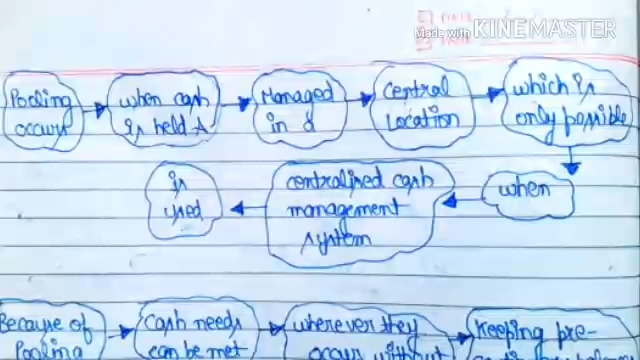 Made with KINEMASTER
Pooling
occurs
when cash
is held &
Managed
in a
central
Location
which is
only possible
when
centralised cash
management
system
is
used
Because of
Pooling
cash needs
can be met
wherever they
occur without
keeping pre-